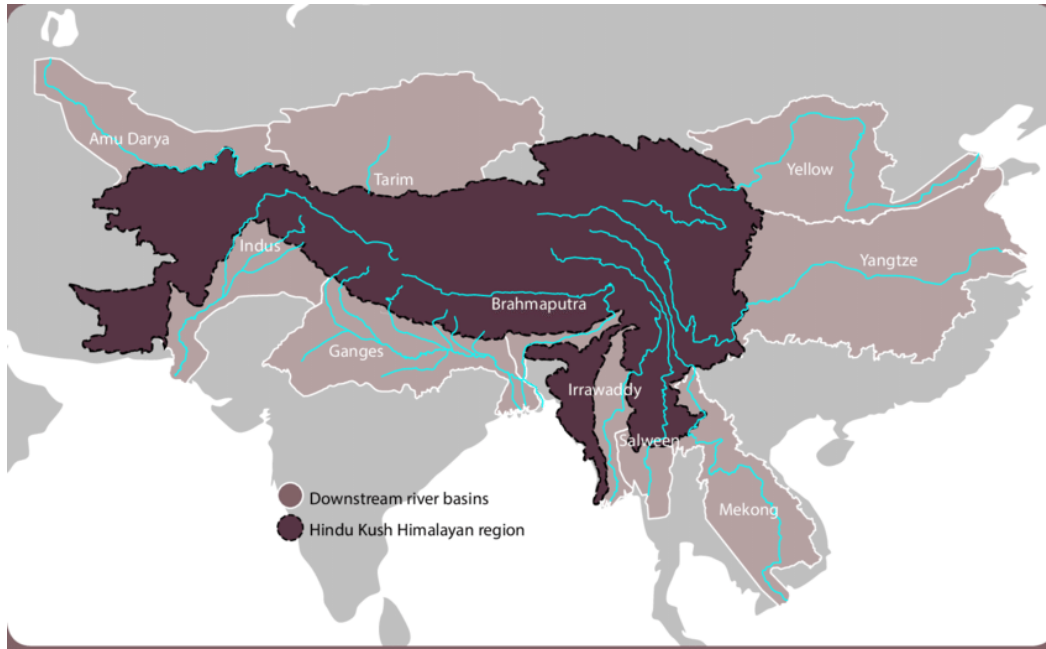 Amu Darya
Tarim
Yellow
Indus
Yangtze
Brahmaputra
Ganges
Irrawaddy
Salween
Mekong
Downstream river basins
Hindu Kush Himalayan region